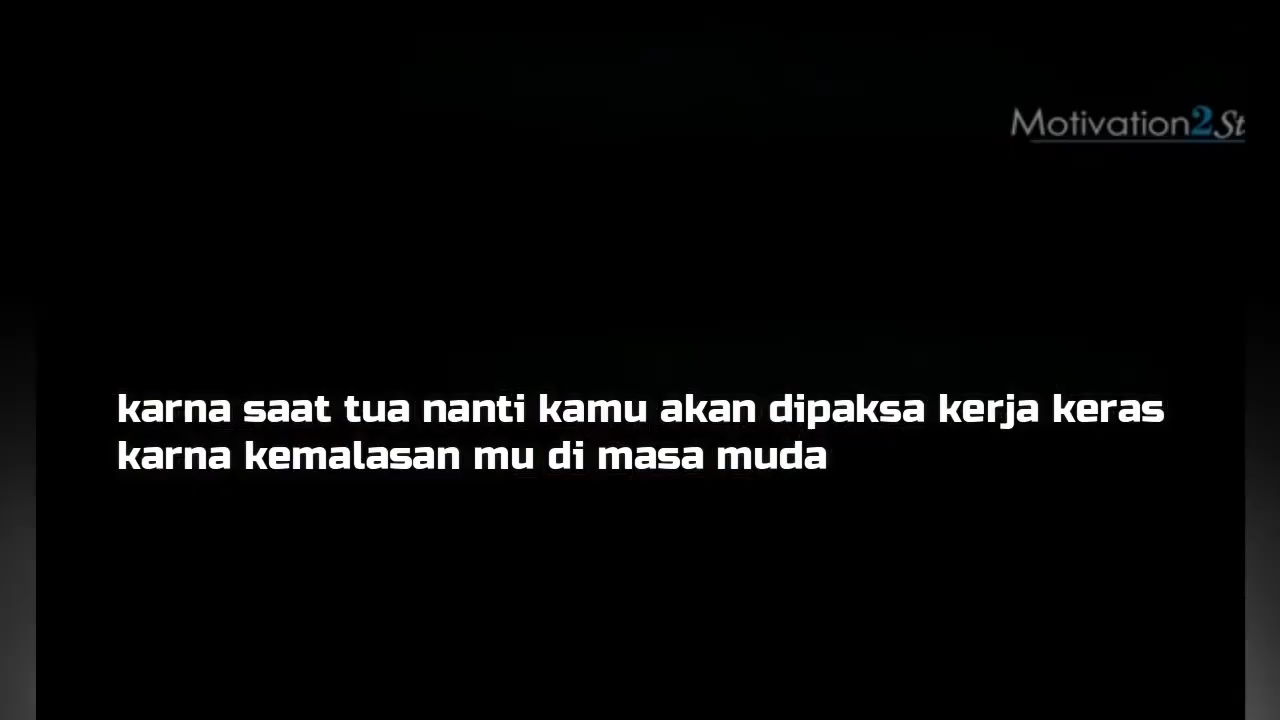 Motivation2St
karna saat tua nanti kamu akan dipaksa kerja keras
karna kemalasan mu di masa muda